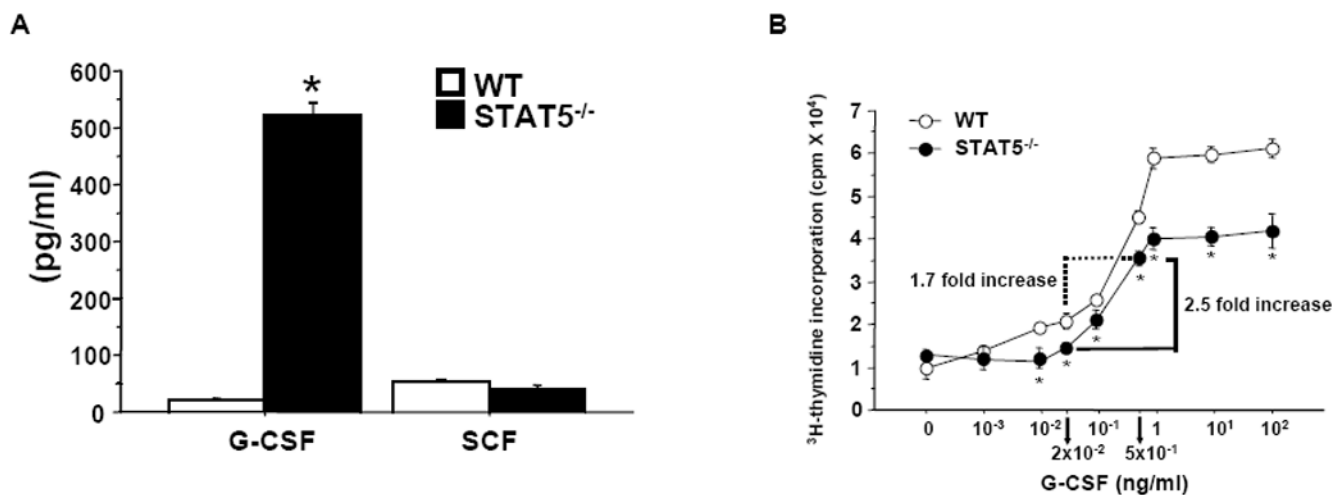 A
600
500
400
300
200
100
0
(pg/ml)
WT
STAT5-/-
*
G-CSF
SCF
B
7
6
5
4
3
2
1
0
³H-thymidine incorporation (cpm X 10⁴)
WT
STAT5-/-
1.7 fold increase
2.5 fold increase
* * * * * * *
0 10⁻³ 10⁻² 10⁻¹ 1 10¹ 10²
2x10⁻² 5x10⁻¹
G-CSF (ng/ml)